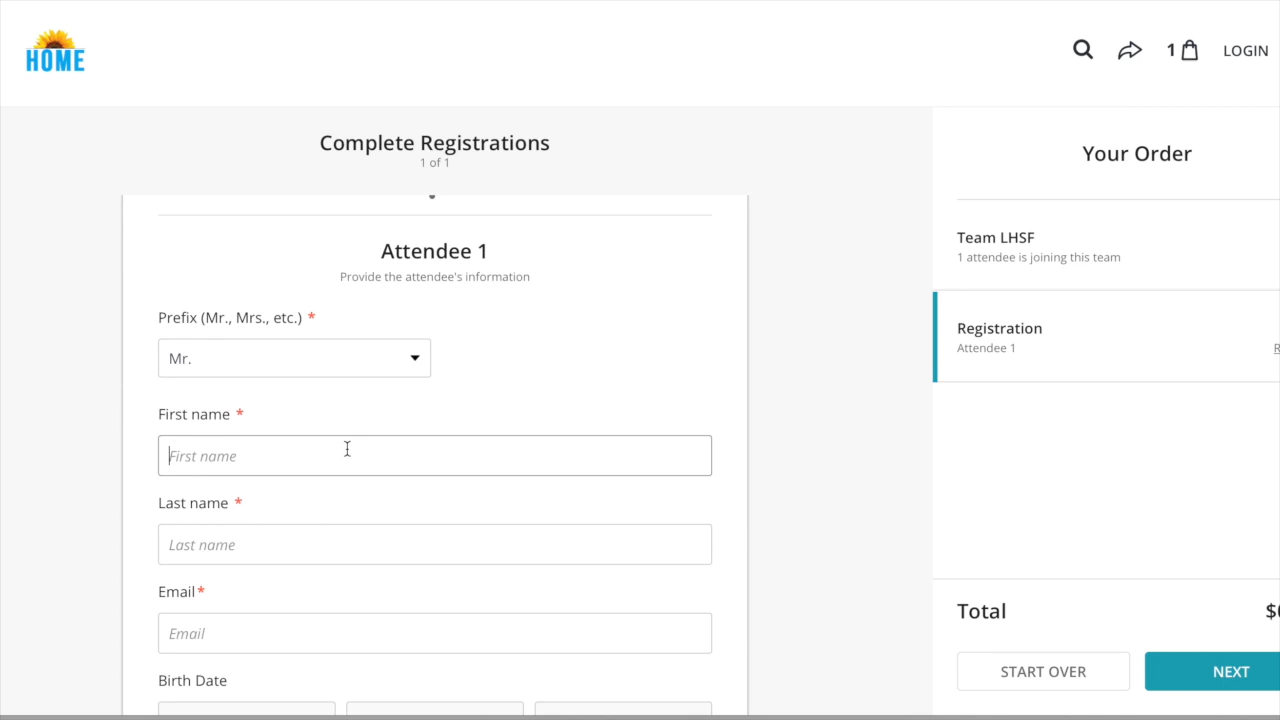 HOME
1
LOGIN
Complete Registrations
1 of 1
Attendee 1
Provide the attendee's information
Prefix (Mr., Mrs., etc.) *
Mr.
First name *
First name
Last name *
Last name
Email *
Email
Birth Date
Your Order
Team LHSF
1 attendee is joining this team
Registration
Attendee 1
R
Total
$
START OVER
NEXT